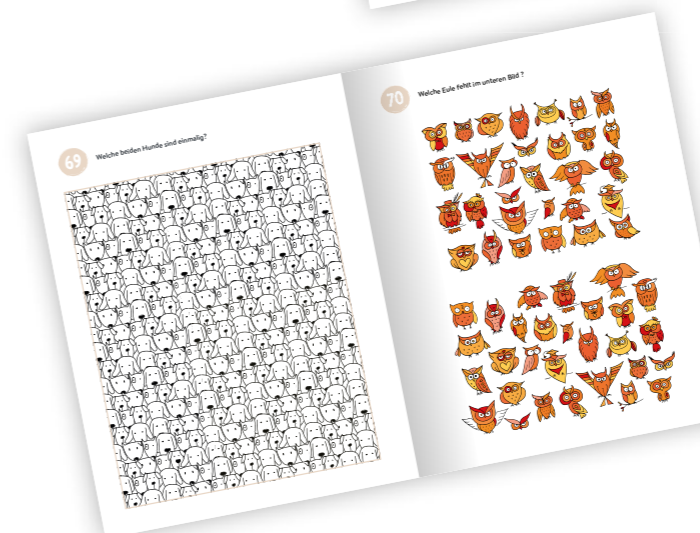 69
Welche beiden Hunde sind einmalig?
70
Welche Eule fehlt im unteren Bild ?